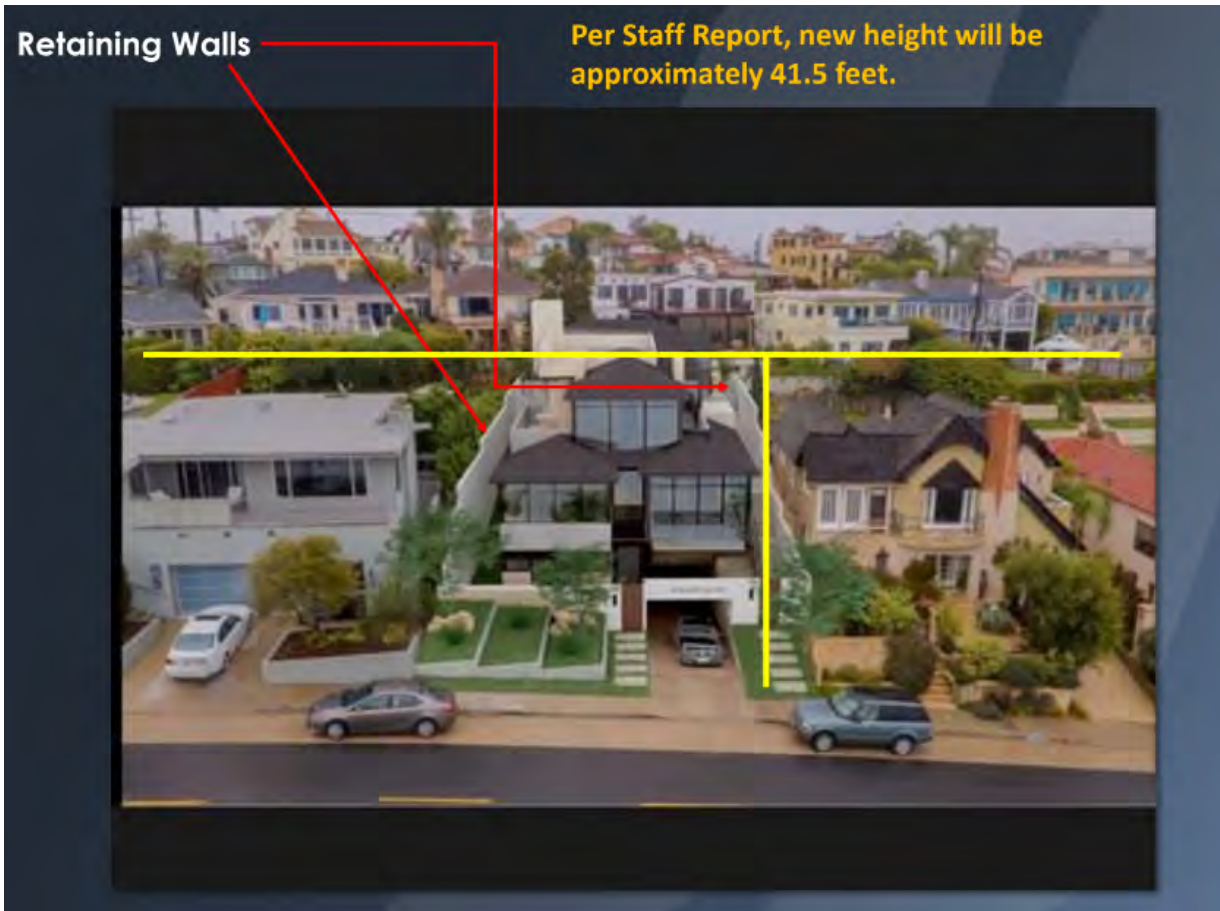 Retaining Walls
Per Staff Report, new height will be
approximately 41.5 feet.